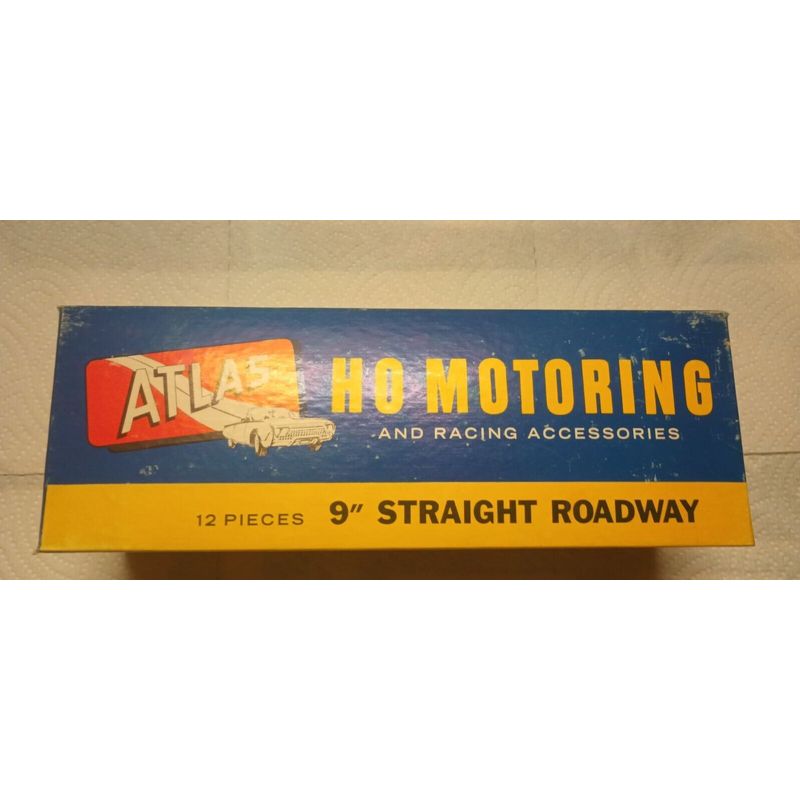 ATLAS
HO MOTORING
AND RACING ACCESSORIES
12 PIECES 9" STRAIGHT ROADWAY